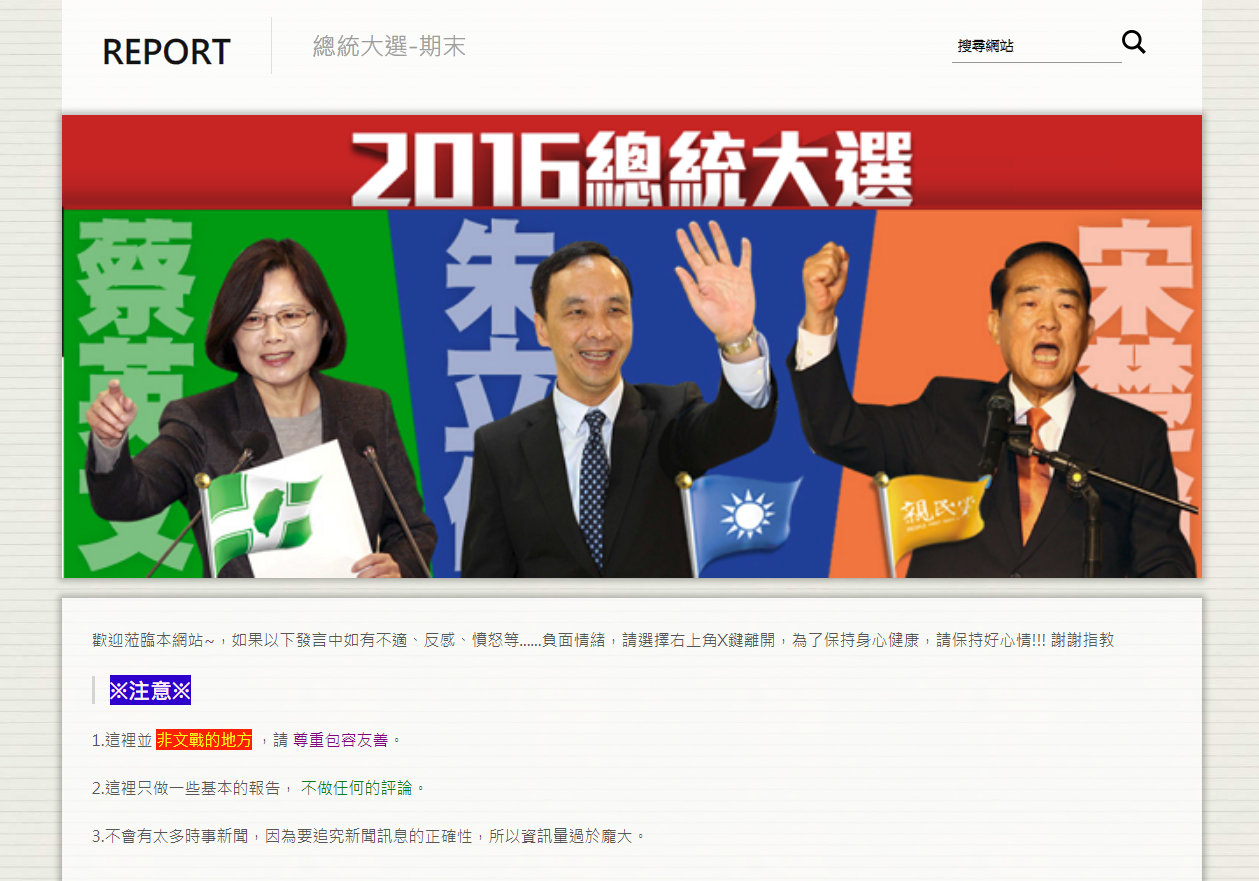 REPORT
總統大選-期末
搜尋網站
2016總統大選
蔡英文
朱立
宋楚
親民黨
歡迎蒞臨本網站~，如果以下發言中如有不適、反感、憤怒等......負面情緒，請選擇右上角X鍵離開，為了保持身心健康，請保持好心情!!! 謝謝指教
※注意※
1.這裡並 非文戰的地方 ，請 尊重包容友善。
2.這裡只做一些基本的報告， 不做任何的評論。
3.不會有太多時事新聞，因為要追究新聞訊息的正確性，所以資訊量過於龐大。